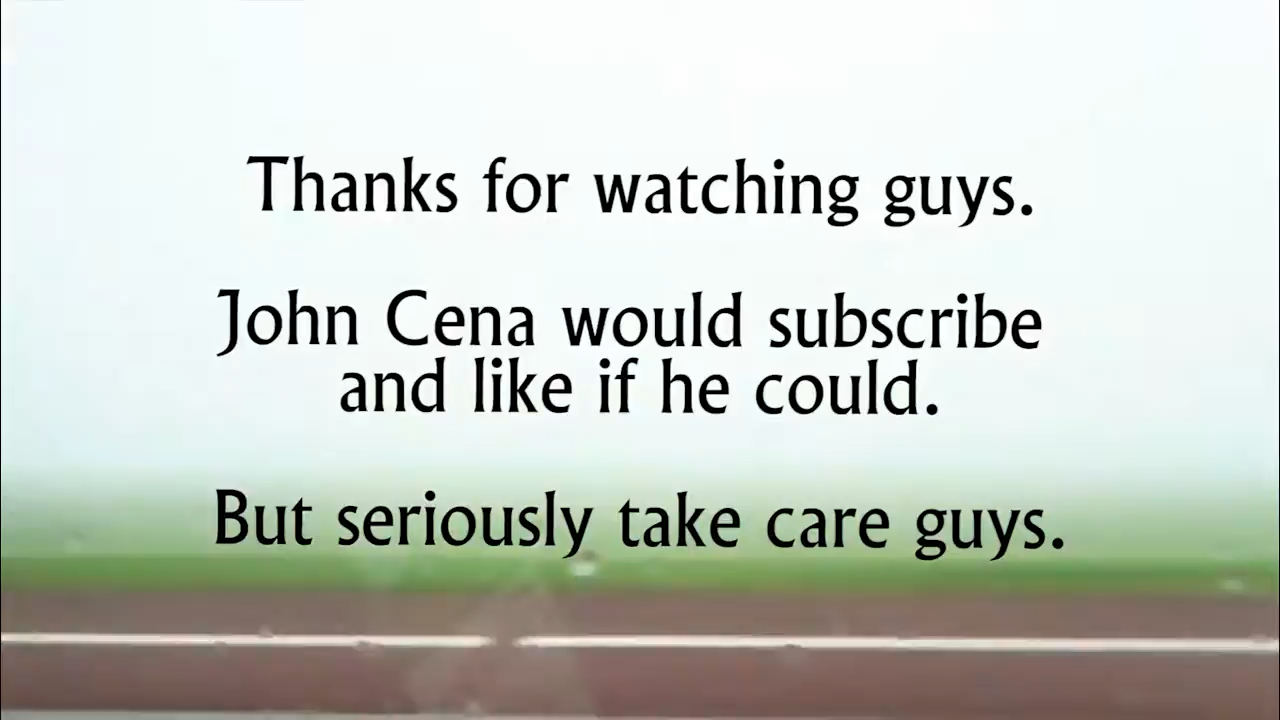 Thanks for watching guys.
John Cena would subscribe
and like if he could.
But seriously take care guys.